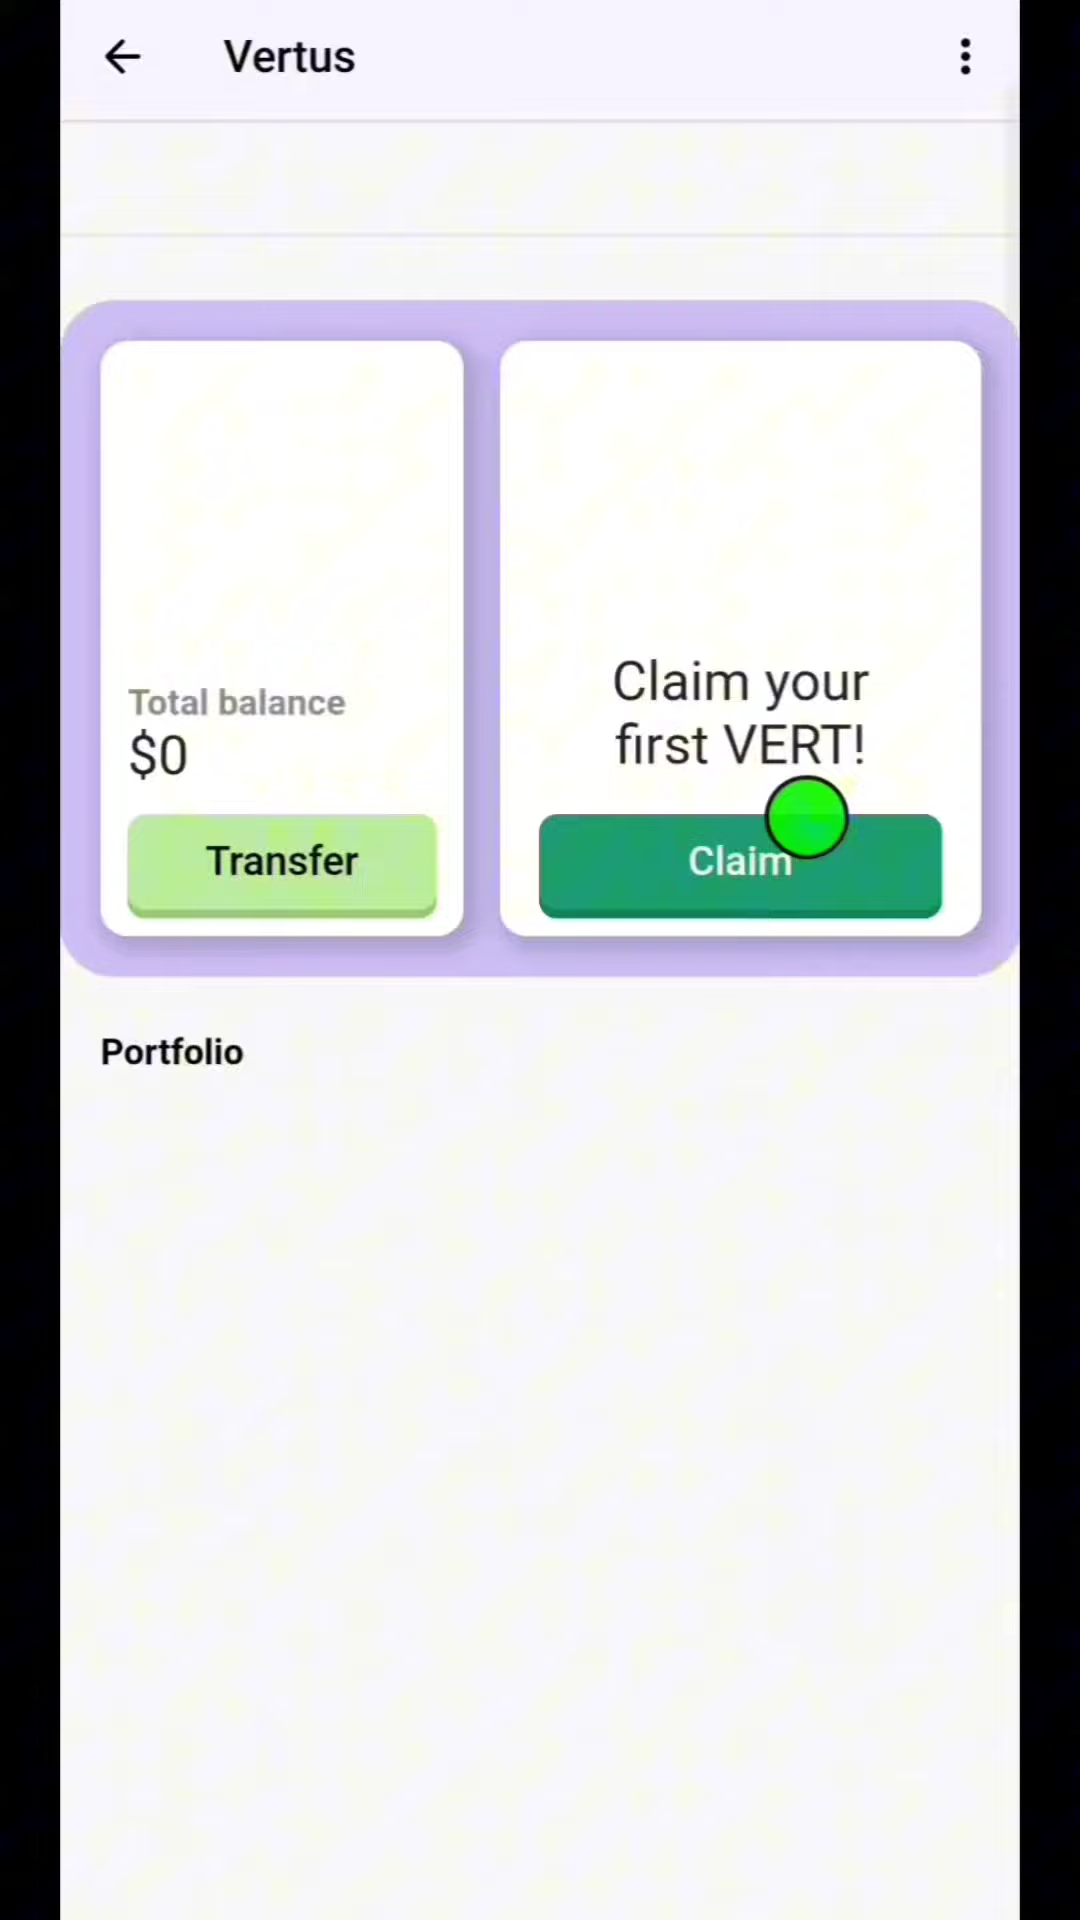 Vertus
Total balance
$0
Transfer
Claim your
first VERT!
Claim
Portfolio